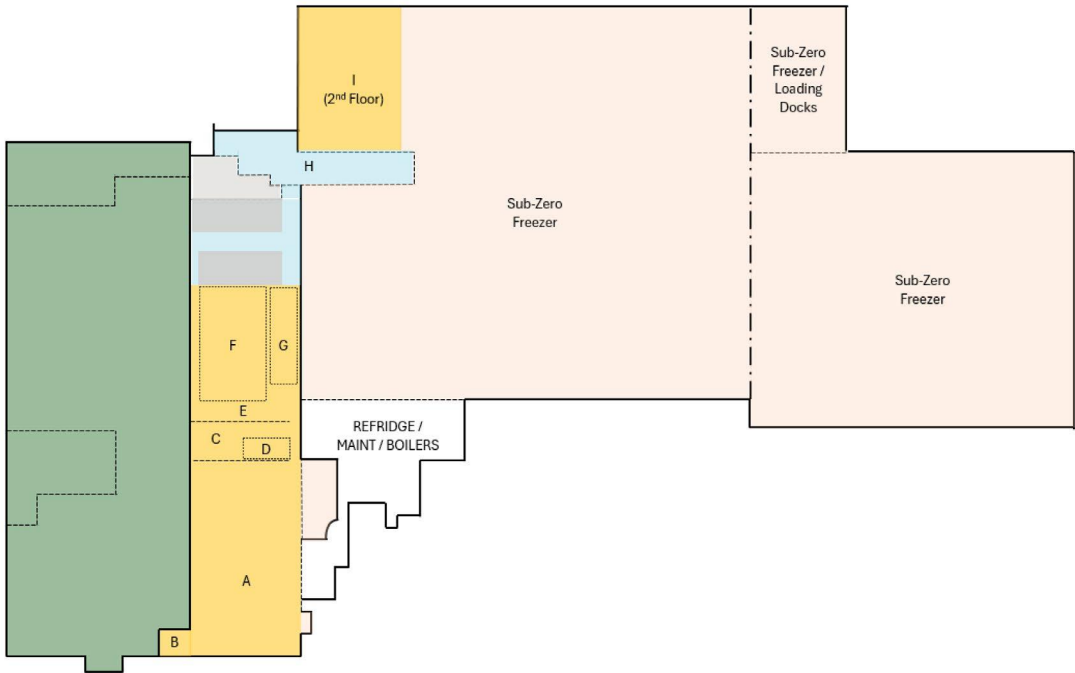 I
(2nd Floor)
Sub-Zero
Freezer /
Loading
Docks
H
Sub-Zero
Freezer
Sub-Zero
Freezer
F
G
E
C
D
REFRIDGE /
MAINT / BOILERS
A
B